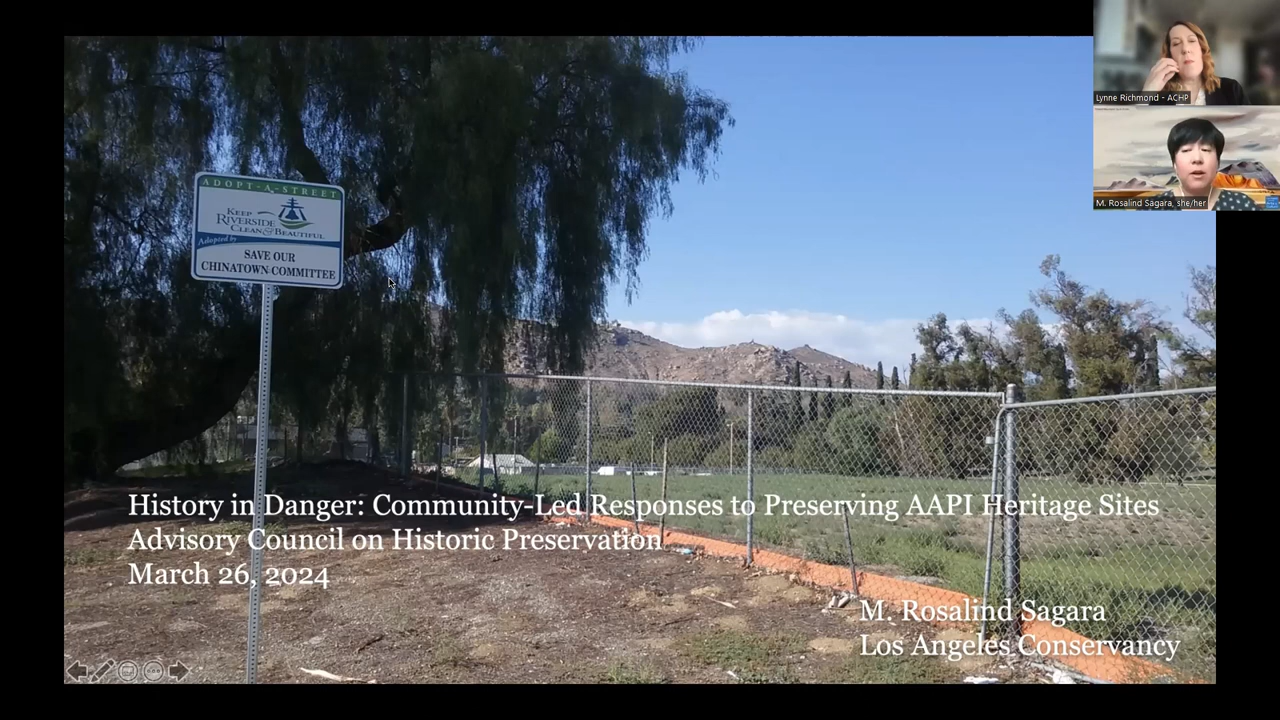 Lynne Richmond - ACHP
M. Rosalind Sagara, she/her
ADOPT-A-STREET
KEEP
RIVERSIDE
CLEAN & BEAUTIFUL
Adopted by
SAVE OUR
CHINATOWN COMMITTEE
History in Danger: Community-Led Responses to Preserving AAPI Heritage Sites
Advisory Council on Historic Preservation
March 26, 2024
M. Rosalind Sagara
Los Angeles Conservancy